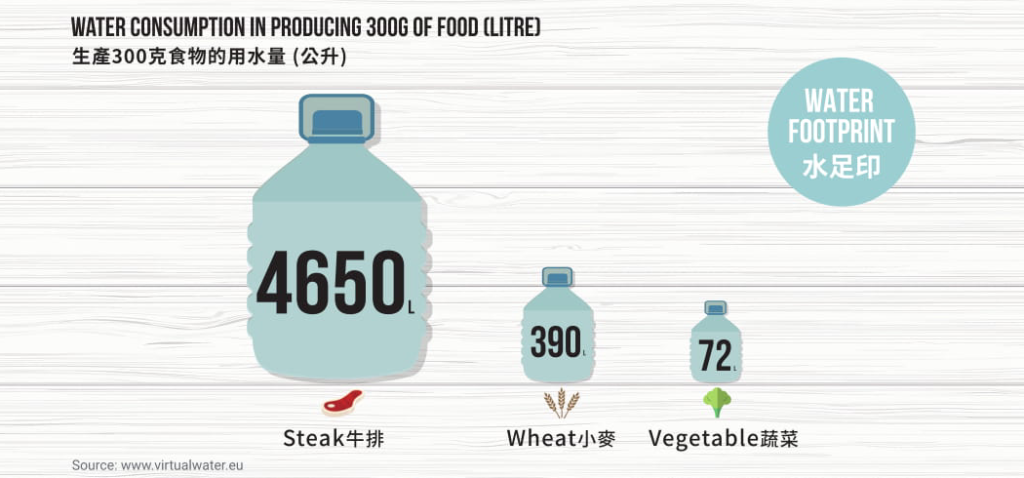 WATER CONSUMPTION IN PRODUCING 300G OF FOOD (LITRE)
生產300克食物的用水量 (公升)
WATER
FOOTPRINT
水足印
4650L
390L
72L
Steak牛排
Wheat小麥
Vegetable蔬菜
Source: www.virtualwater.eu